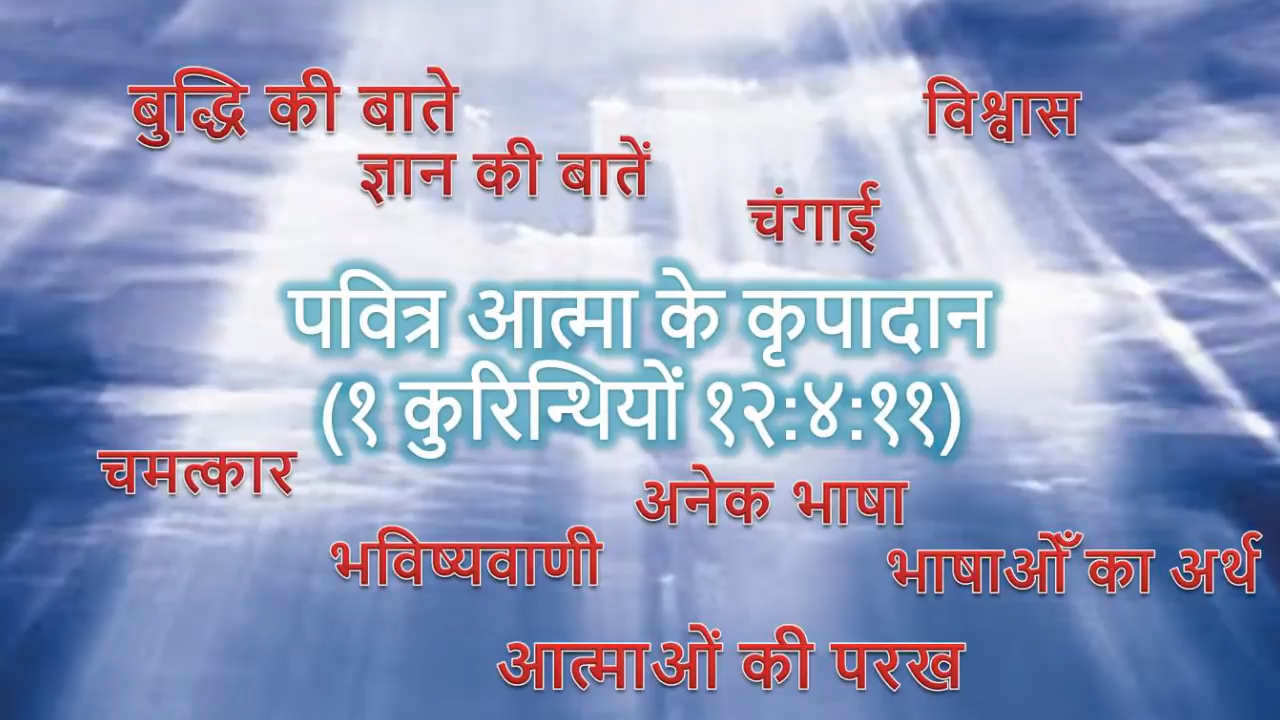 बुद्धि की बाते
विश्वास
ज्ञान की बातें
चंगाई
पवित्र आत्मा के कृपादान
(१ कुरिन्थियों १२:४:११)
चमत्कार
अनेक भाषा
भविष्यवाणी
भाषाओँ का अर्थ
आत्माओं की परख